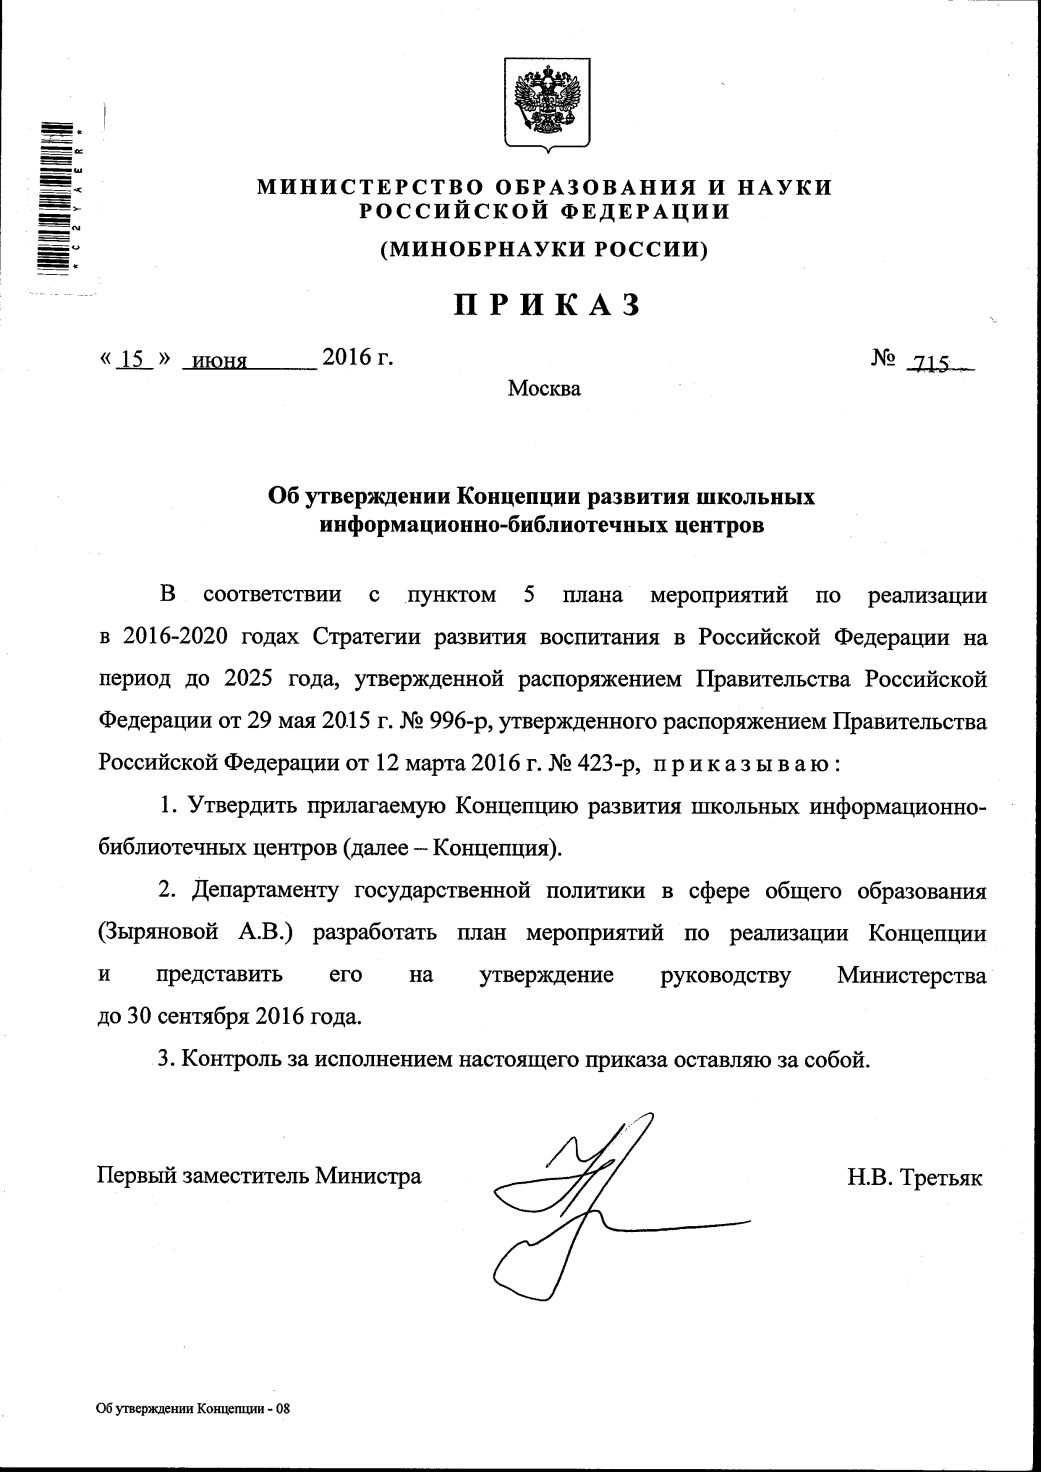 * C 2 Y A E R *
МИНИСТЕРСТВО ОБРАЗОВАНИЯ И НАУКИ
РОССИЙСКОЙ ФЕДЕРАЦИИ
(МИНОБРНАУКИ РОССИИ)
ПРИКАЗ
« 15 » июня 2016 г. № 715
Москва
Об утверждении Концепции развития школьных
информационно-библиотечных центров
В соответствии с пунктом 5 плана мероприятий по реализации
в 2016-2020 годах Стратегии развития воспитания в Российской Федерации на
период до 2025 года, утвержденной распоряжением Правительства Российской
Федерации от 29 мая 2015 г. № 996-р, утвержденного распоряжением Правительства
Российской Федерации от 12 марта 2016 г. № 423-р, приказываю:
1. Утвердить прилагаемую Концепцию развития школьных информационно-
библиотечных центров (далее – Концепция).
2. Департаменту государственной политики в сфере общего образования
(Зыряновой А.В.) разработать план мероприятий по реализации Концепции
и представить его на утверждение руководству Министерства
до 30 сентября 2016 года.
3. Контроль за исполнением настоящего приказа оставляю за собой.
Первый заместитель Министра Н.В. Третьяк
Об утверждении Концепции - 08